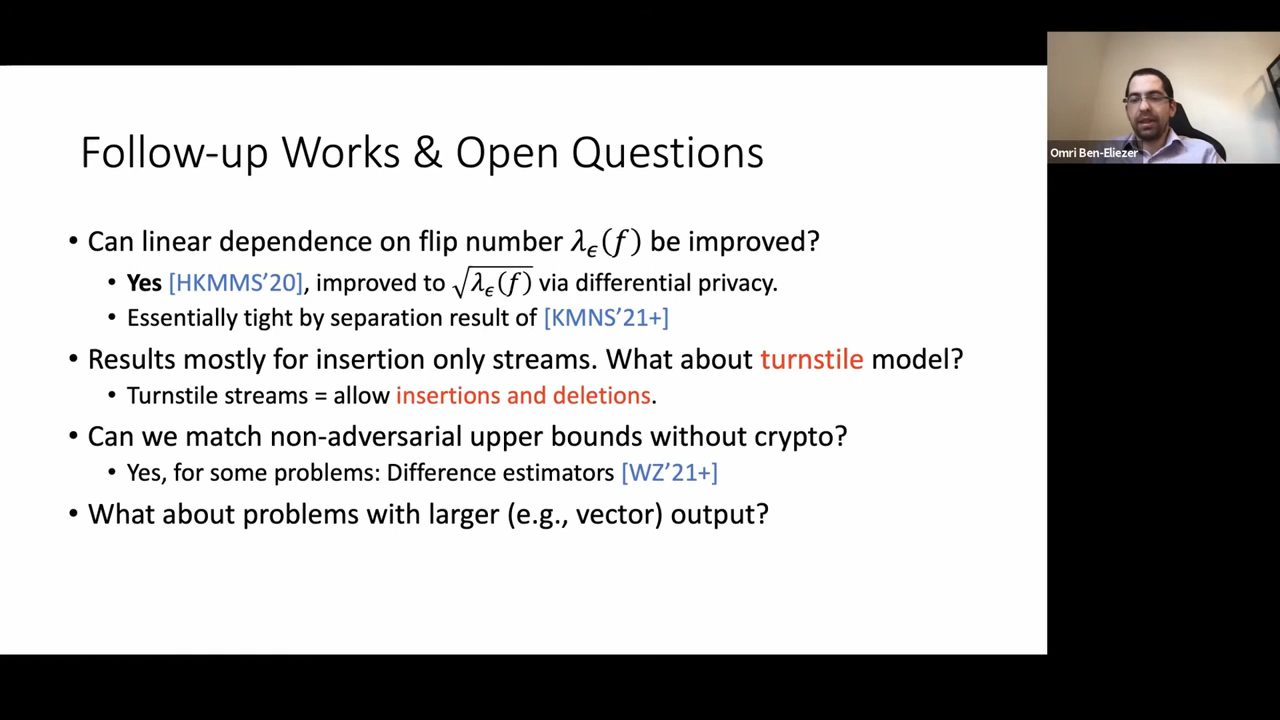 Follow-up Works & Open Questions
• Can linear dependence on flip number λ_ϵ(f) be improved?
• Yes [HKMMS'20], improved to √λ_ϵ(f) via differential privacy.
• Essentially tight by separation result of [KMNS'21+]
• Results mostly for insertion only streams. What about turnstile model?
• Turnstile streams = allow insertions and deletions.
• Can we match non-adversarial upper bounds without crypto?
• Yes, for some problems: Difference estimators [WZ'21+]
• What about problems with larger (e.g., vector) output?
Omri Ben-Eliezer